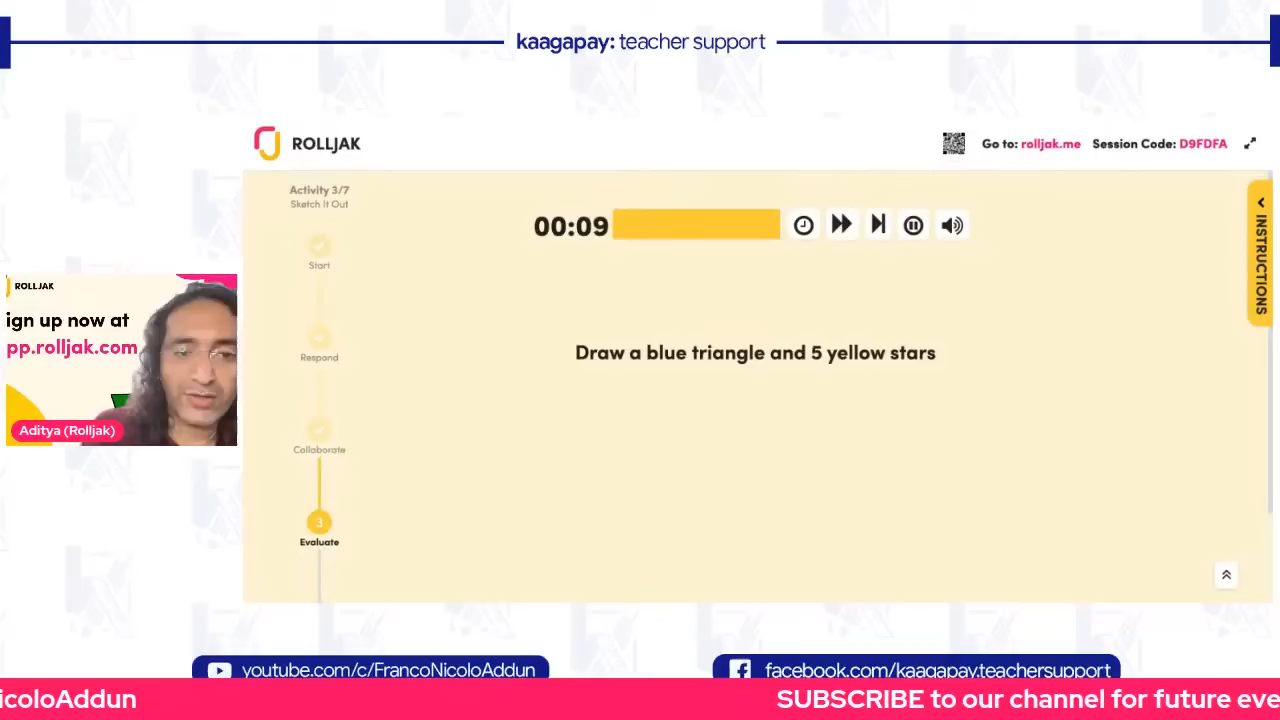 kaagapay: teacher support
ROLLJAK
Go to: rolljak.me Session Code: D9FDFA
Activity 3/7
Sketch It Out
00:09
INSTRUCTIONS
Start
ROLLJAK
ign up now at
pp.rolljak.com
Respond
Draw a blue triangle and 5 yellow stars
Aditya (Rolljak)
Collaborate
3
Evaluate
youtube.com/c/FrancoNicoloAddun
facebook.com/kaagapay.teachersupport
icoloAddun
SUBSCRIBE to our channel for future eve